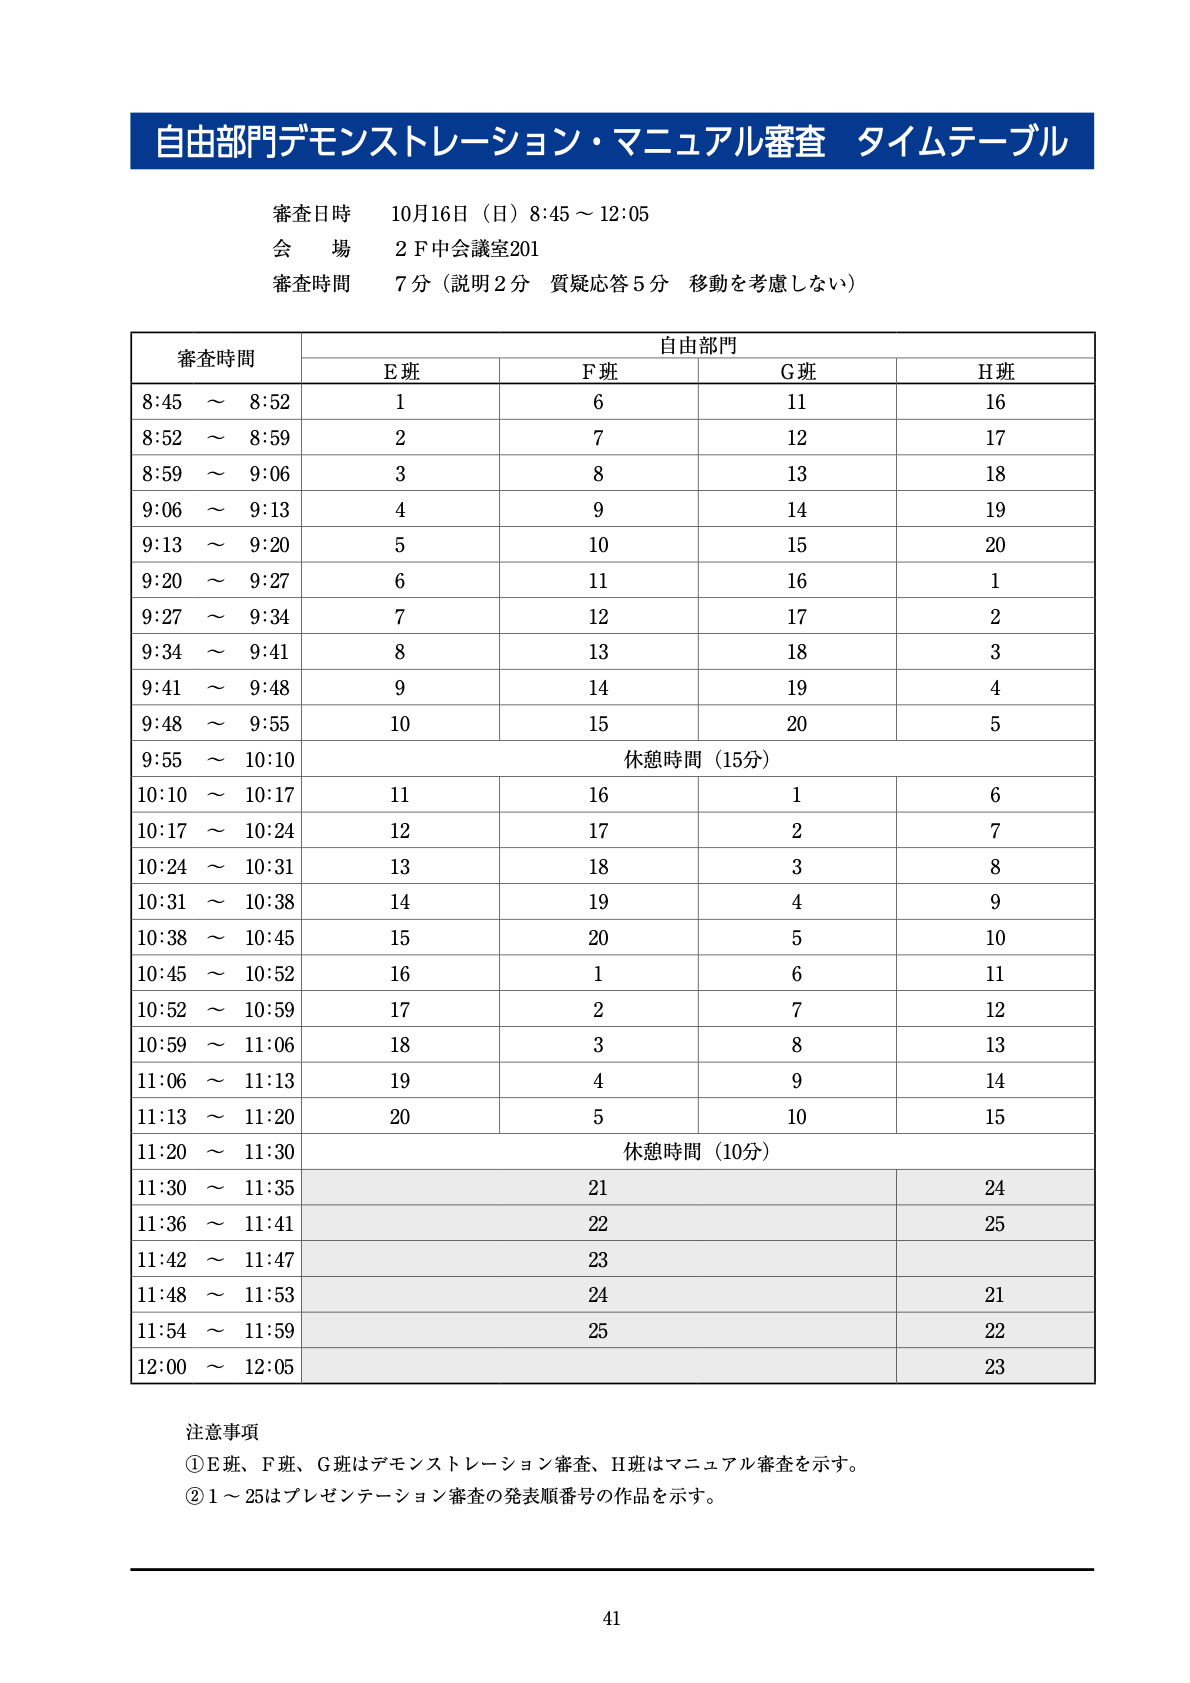 自由部門デモンストレーション・マニュアル審査　タイムテーブル
審査日時　　10月16日（日）8:45 ～ 12:05
会　　場　　２Ｆ中会議室201
審査時間　　７分（説明２分　質疑応答５分　移動を考慮しない）
審査時間　自由部門
Ｅ班　Ｆ班　Ｇ班　Ｈ班
8:45 ～ 8:52　1　6　11　16
8:52 ～ 8:59　2　7　12　17
8:59 ～ 9:06　3　8　13　18
9:06 ～ 9:13　4　9　14　19
9:13 ～ 9:20　5　10　15　20
9:20 ～ 9:27　6　11　16　1
9:27 ～ 9:34　7　12　17　2
9:34 ～ 9:41　8　13　18　3
9:41 ～ 9:48　9　14　19　4
9:48 ～ 9:55　10　15　20　5
9:55 ～ 10:10　休憩時間（15分）
10:10 ～ 10:17　11　16　1　6
10:17 ～ 10:24　12　17　2　7
10:24 ～ 10:31　13　18　3　8
10:31 ～ 10:38　14　19　4　9
10:38 ～ 10:45　15　20　5　10
10:45 ～ 10:52　16　1　6　11
10:52 ～ 10:59　17　2　7　12
10:59 ～ 11:06　18　3　8　13
11:06 ～ 11:13　19　4　9　14
11:13 ～ 11:20　20　5　10　15
11:20 ～ 11:30　休憩時間（10分）
11:30 ～ 11:35　21　24
11:36 ～ 11:41　22　25
11:42 ～ 11:47　23
11:48 ～ 11:53　24　21
11:54 ～ 11:59　25　22
12:00 ～ 12:05　23
注意事項
①Ｅ班、Ｆ班、Ｇ班はデモンストレーション審査、Ｈ班はマニュアル審査を示す。
②１～25はプレゼンテーション審査の発表順番号の作品を示す。
41